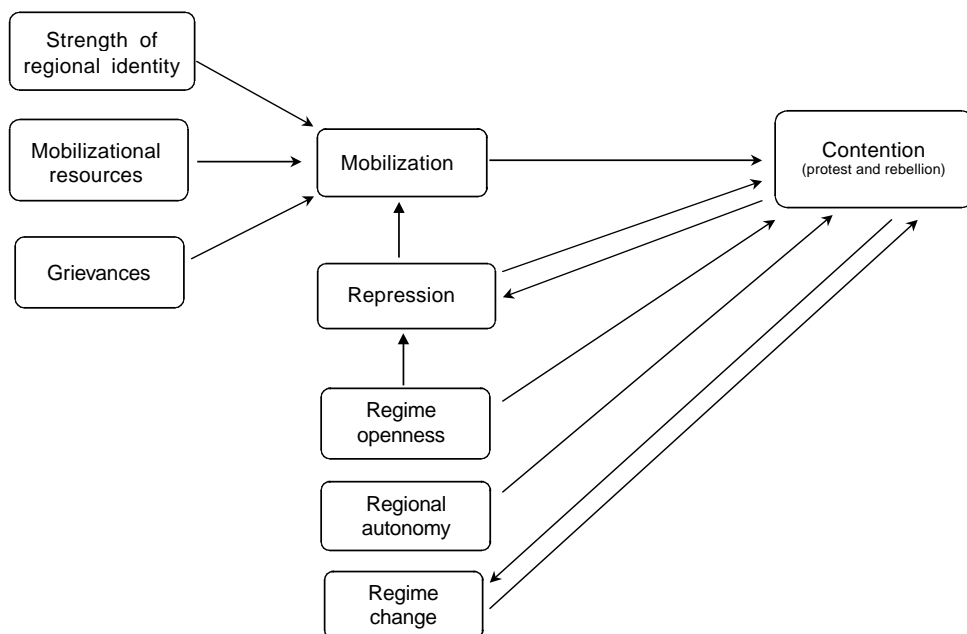 Strength of
regional identity
Mobilizational
resources
Grievances
Mobilization
Repression
Regime
openness
Regional
autonomy
Regime
change
Contention
(protest and rebellion)